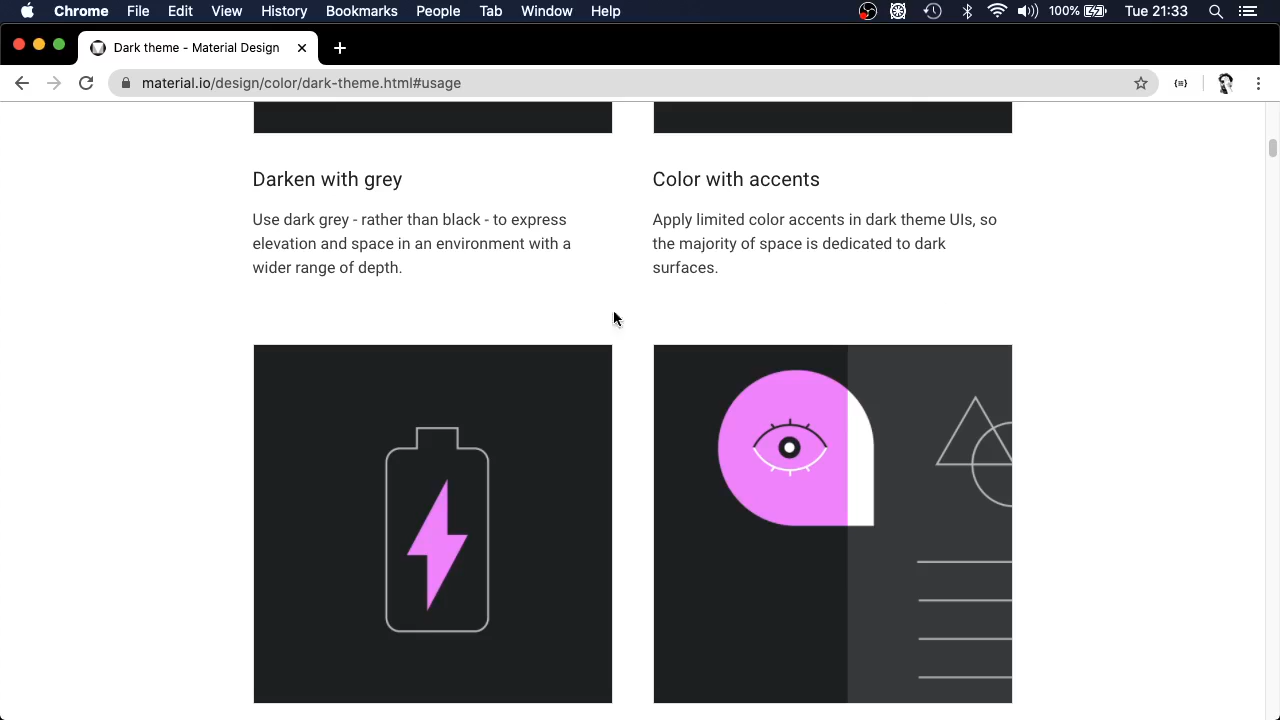 Chrome File Edit View History Bookmarks People Tab Window Help 100% Tue 21:33
Dark theme - Material Design
material.io/design/color/dark-theme.html#usage
Darken with grey
Use dark grey - rather than black - to express
elevation and space in an environment with a
wider range of depth.
Color with accents
Apply limited color accents in dark theme UIs, so
the majority of space is dedicated to dark
surfaces.